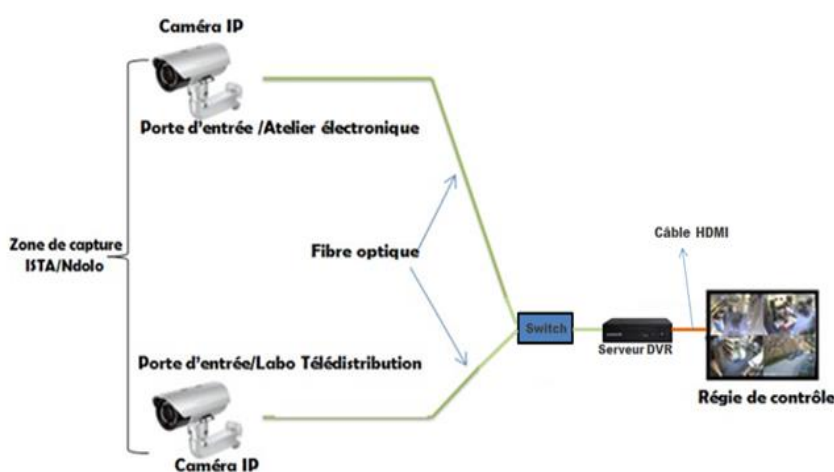 Caméra IP
Porte d'entrée /Atelier électronique
Zone de capture
ISTA/Ndolo
Fibre optique
Câble HDMI
Switch
Serveur DVR
Régie de contrôle
Porte d'entrée/Labo Télédistribution
Caméra IP